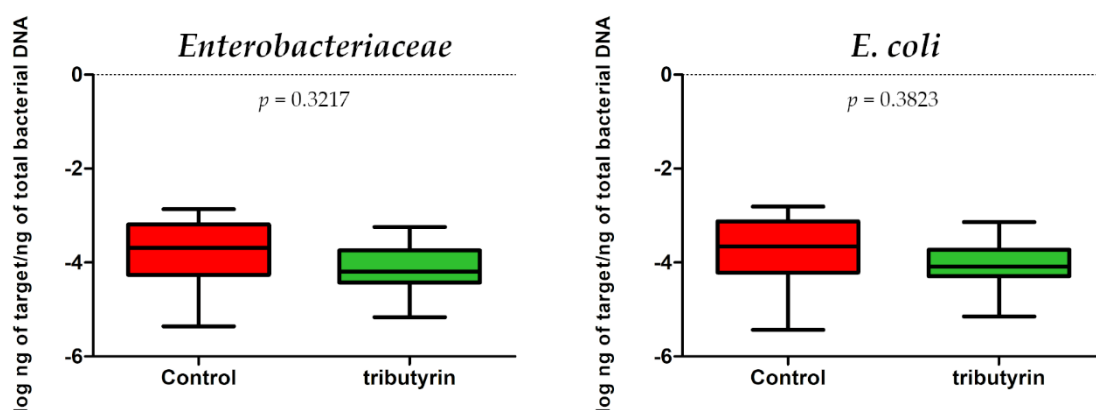 Enterobacteriaceae
log ng of target/ng of total bacterial DNA
0
p = 0.3217
-2
-4
-6
Control
tributyrin
E. coli
log ng of target/ng of total bacterial DNA
0
p = 0.3823
-2
-4
-6
Control
tributyrin